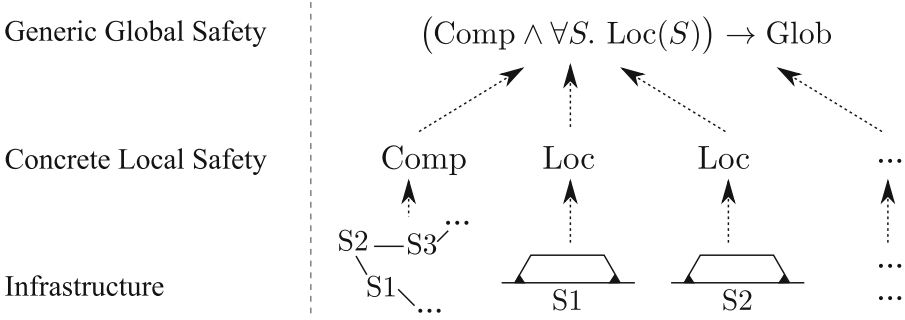 Generic Global Safety
(Comp ∧ ∀S. Loc(S)) → Glob
Concrete Local Safety
Comp
Loc
Loc
...
Infrastructure
S2
S3
...
S1
...
S1
S2
...
...